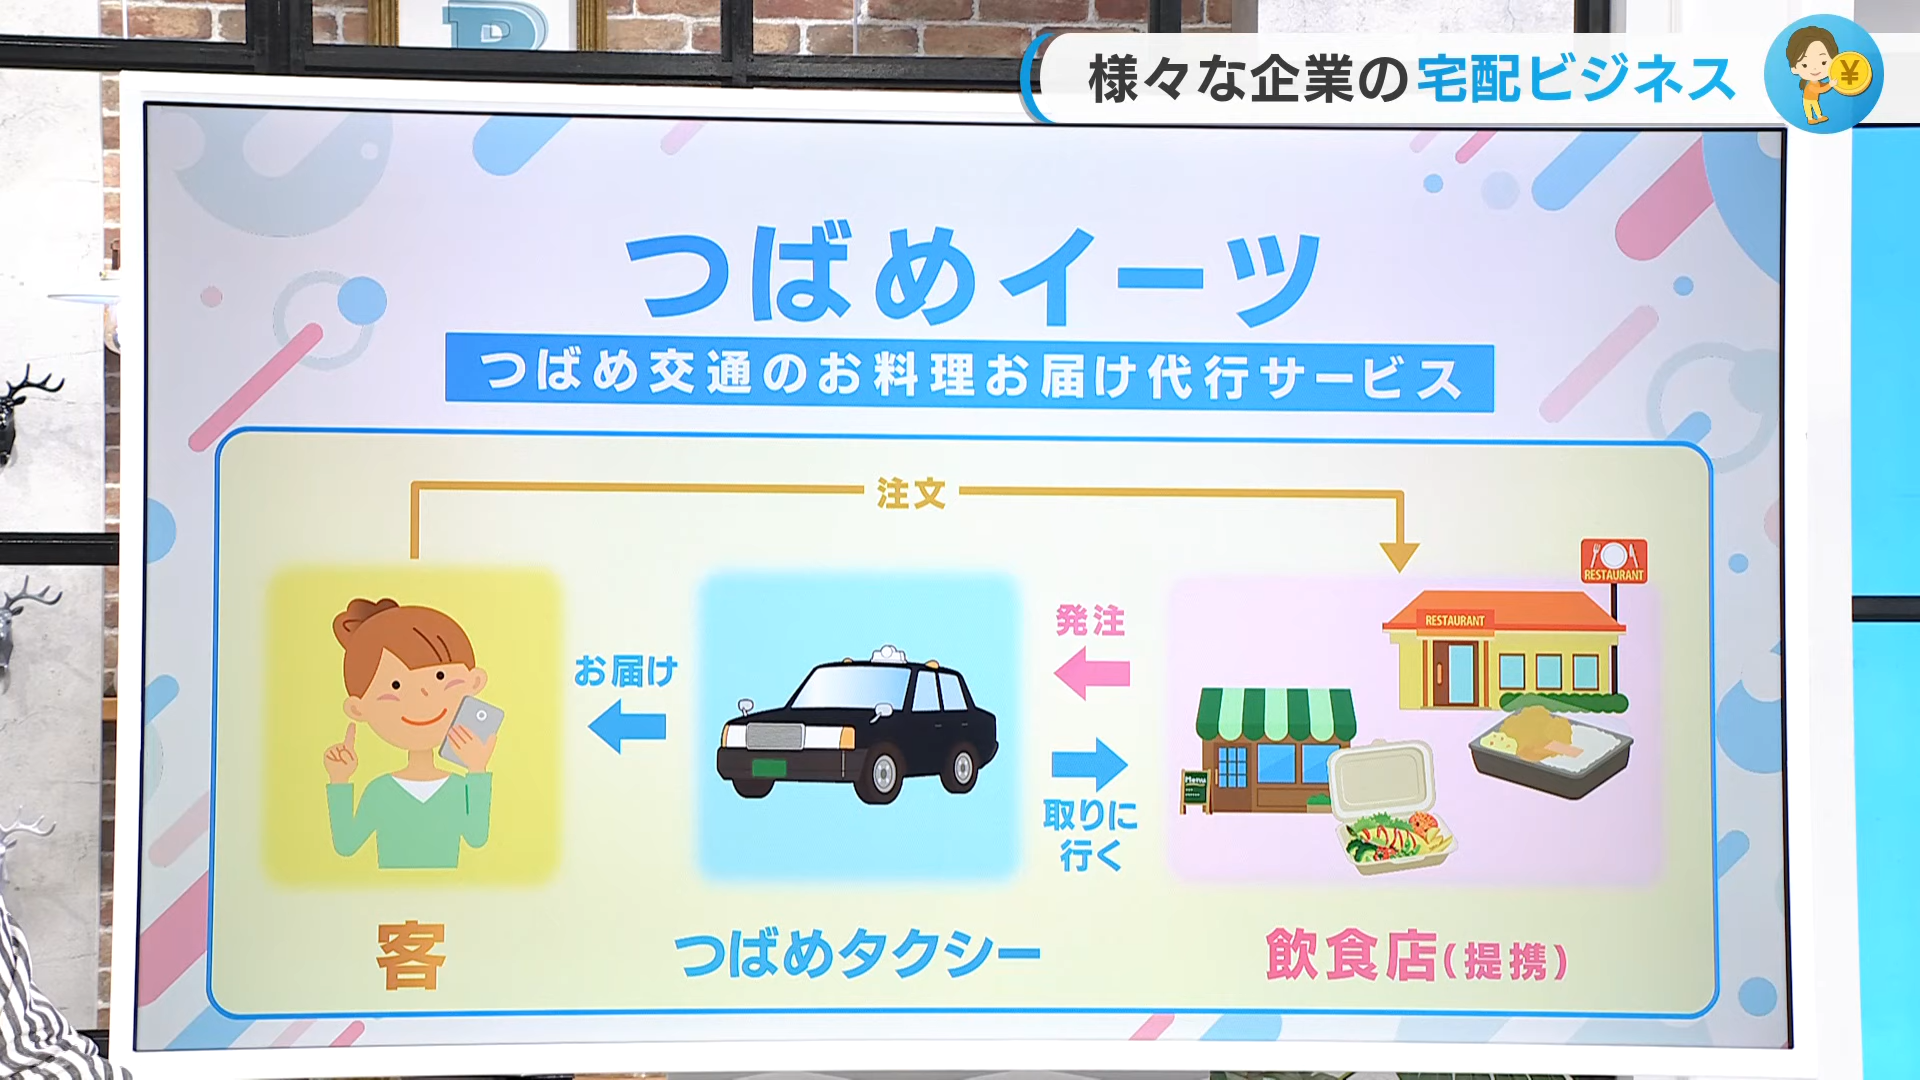 様々な企業の宅配ビジネス
¥
つばめイーツ
つばめ交通のお料理お届け代行サービス
注文
RESTAURANT
RESTAURANT
発注
お届け
取りに
行く
Menu
客
つばめタクシー
飲食店(提携)